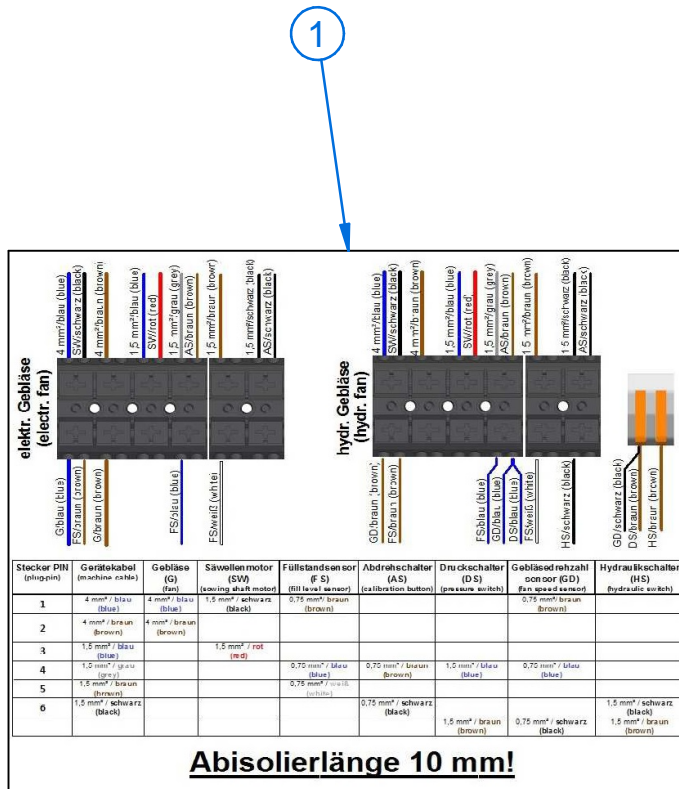 1
elektr. Gebläse
(electr. fan)
4 mm²/blau (blue)
SW/schwarz (black)
4 mm²/braun (brown)
1,5 mm²/blau (blue)
SW/rot (red)
1,5 mm²/grau (grey)
AS/braun (brown)
1,5 mm²/braun (brown)
1,5 mm²/schwarz (black)
AS/schwarz (black)
G/blau (blue)
FS/braun (brown)
G/braun (brown)
FS/blau (blue)
FS/weiß (white)
hydr. Gebläse
(hydr. fan)
4 mm²/blau (blue)
SW/schwarz (black)
4 mm²/braun (brown)
1,5 mm²/blau (blue)
SW/rot (red)
1,5 mm²/grau (grey)
AS/braun (brown)
1,5 mm²/braun (brown)
1,5 mm²/schwarz (black)
AS/schwarz (black)
GD/braun (brown)
FS/braun (brown)
FS/blau (blue)
GD/blau (blue)
DS/blau (blue)
FS/weiß (white)
HS/schwarz (black)
GD/schwarz (black)
DS/braun (brown)
HS/braun (brown)
Stecker PIN Gerätekabel Gebläse Säwellenmotor Füllstandsensor Abdrehschalter Druckschalter Gebläsedrehzahl Hydraulikschalter
(plug-pin) (machine cable) (G) (SW) (FS) (AS) (DS) sensor (GD) (HS)
(fan) (sowing shaft motor) (fill level sensor) (calibration button) (pressure switch) (fan speed sensor) (hydraulic switch)
1 4 mm² / blau 4 mm² / blau 1,5 mm² / schwarz 0,75 mm² / braun 0,75 mm² / braun
(blue) (blue) (black) (brown) (brown)
2 4 mm² / braun 4 mm² / braun
(brown) (brown)
3 1,5 mm² / blau 1,5 mm² / rot
(blue) (red)
4 1,5 mm² / grau 0,75 mm² / blau 0,75 mm² / braun 1,5 mm² / blau 0,75 mm² / blau
(grey) (blue) (brown) (blue) (blue)
5 1,5 mm² / braun 0,75 mm² / weiß
(brown) (white)
6 1,5 mm² / schwarz 0,75 mm² / schwarz 1,5 mm² / schwarz
(black) (black) (black)
1,5 mm² / braun 0,75 mm² / schwarz 1,5 mm² / braun
(brown) (black) (brown)
Abisolierlänge 10 mm!